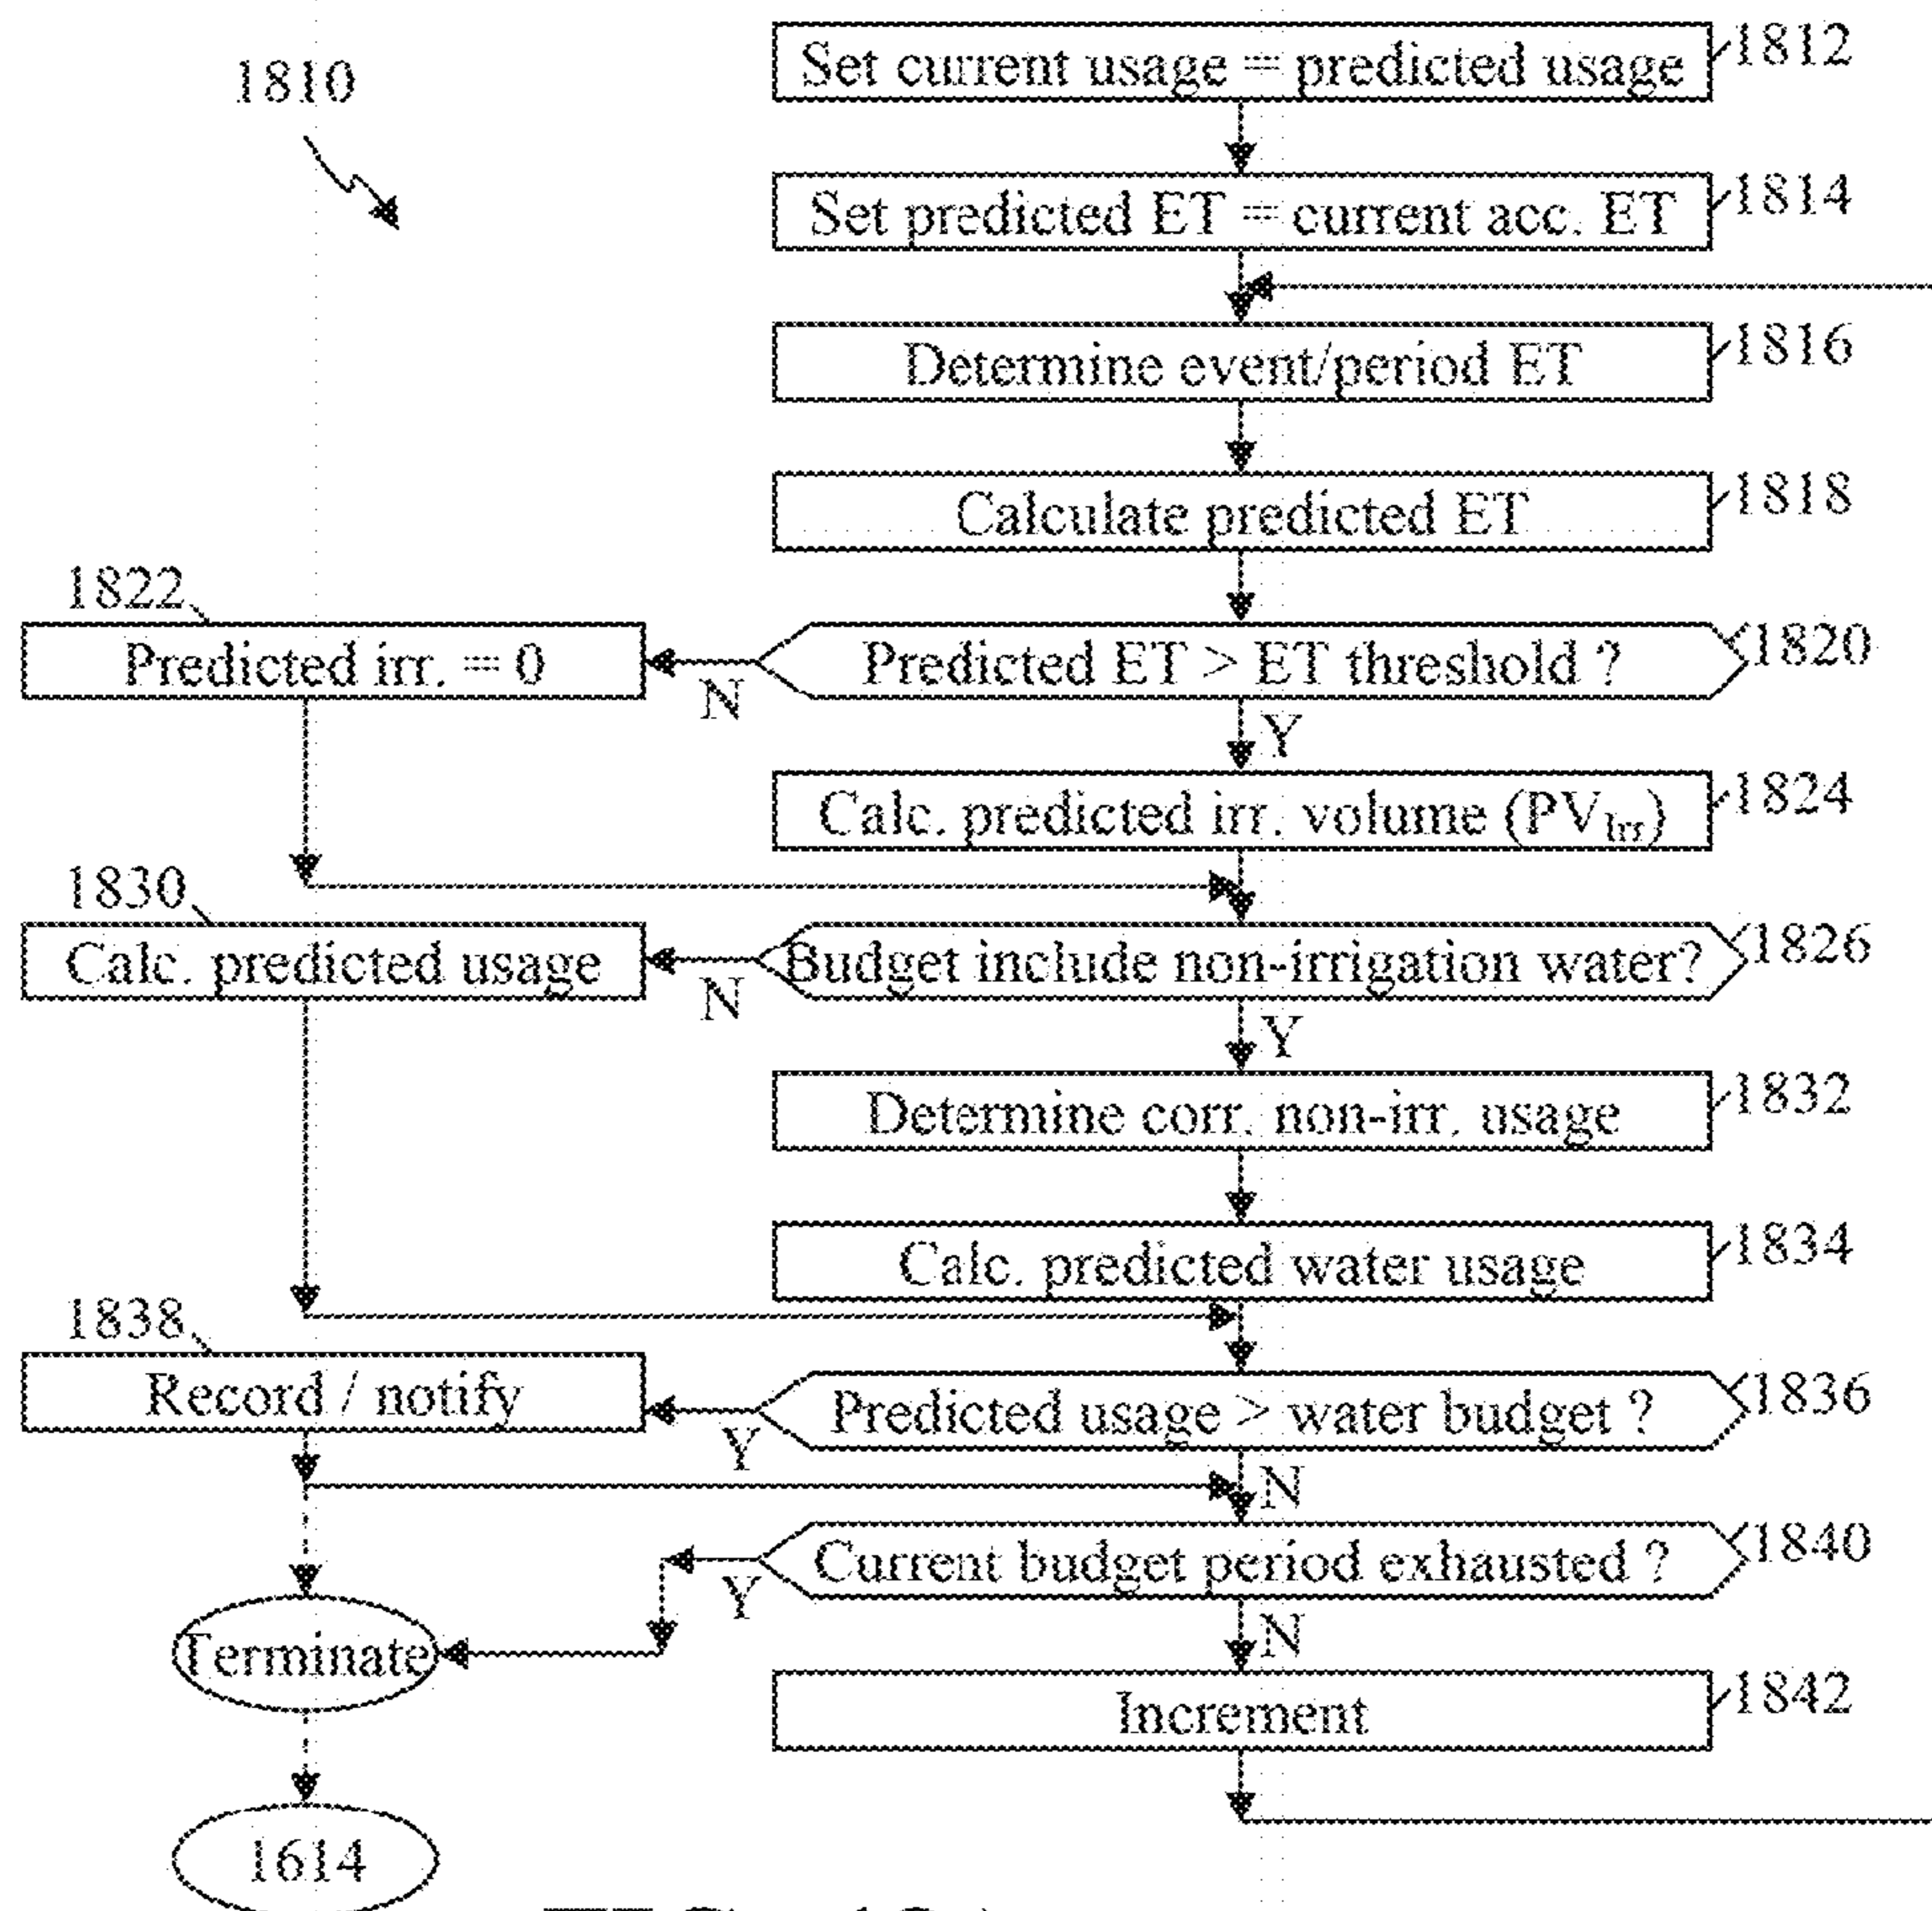 1810
Set current usage = predicted usage
1812
Set predicted ET = current acc. ET
1814
Determine event/period ET
1816
Calculate predicted ET
1818
1822
Predicted irr. = 0
N
Predicted ET > ET threshold ?
1820
Y
Calc. predicted irr. volume (PVIrr)
1824
1830
Calc. predicted usage
N
Budget include non-irrigation water?
1826
Y
Determine corr. non-irr. usage
1832
Calc. predicted water usage
1834
1838
Record / notify
Y
Predicted usage > water budget ?
1836
N
Current budget period exhausted ?
1840
Y
N
Terminate
Increment
1842
1614